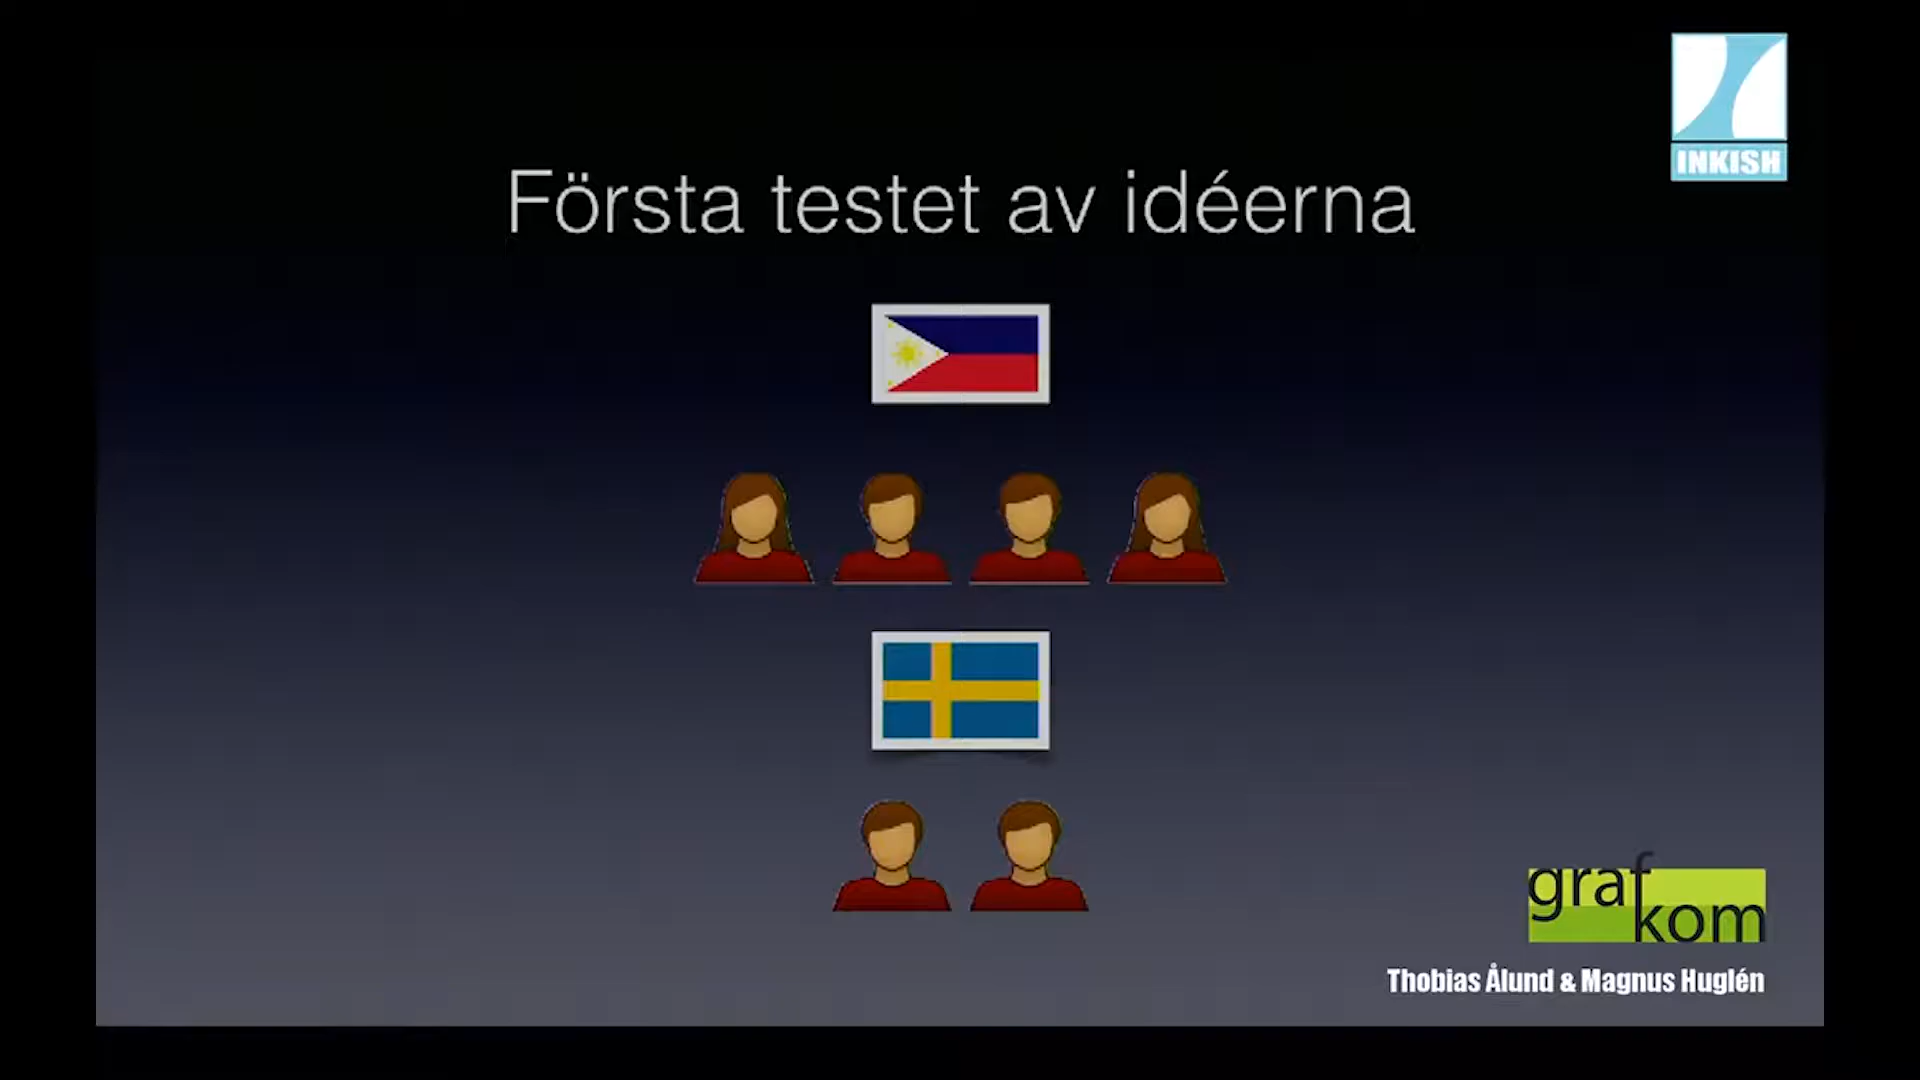 INKISH
Första testet av idéerna
graf
kom
Thobias Ålund & Magnus Huglén